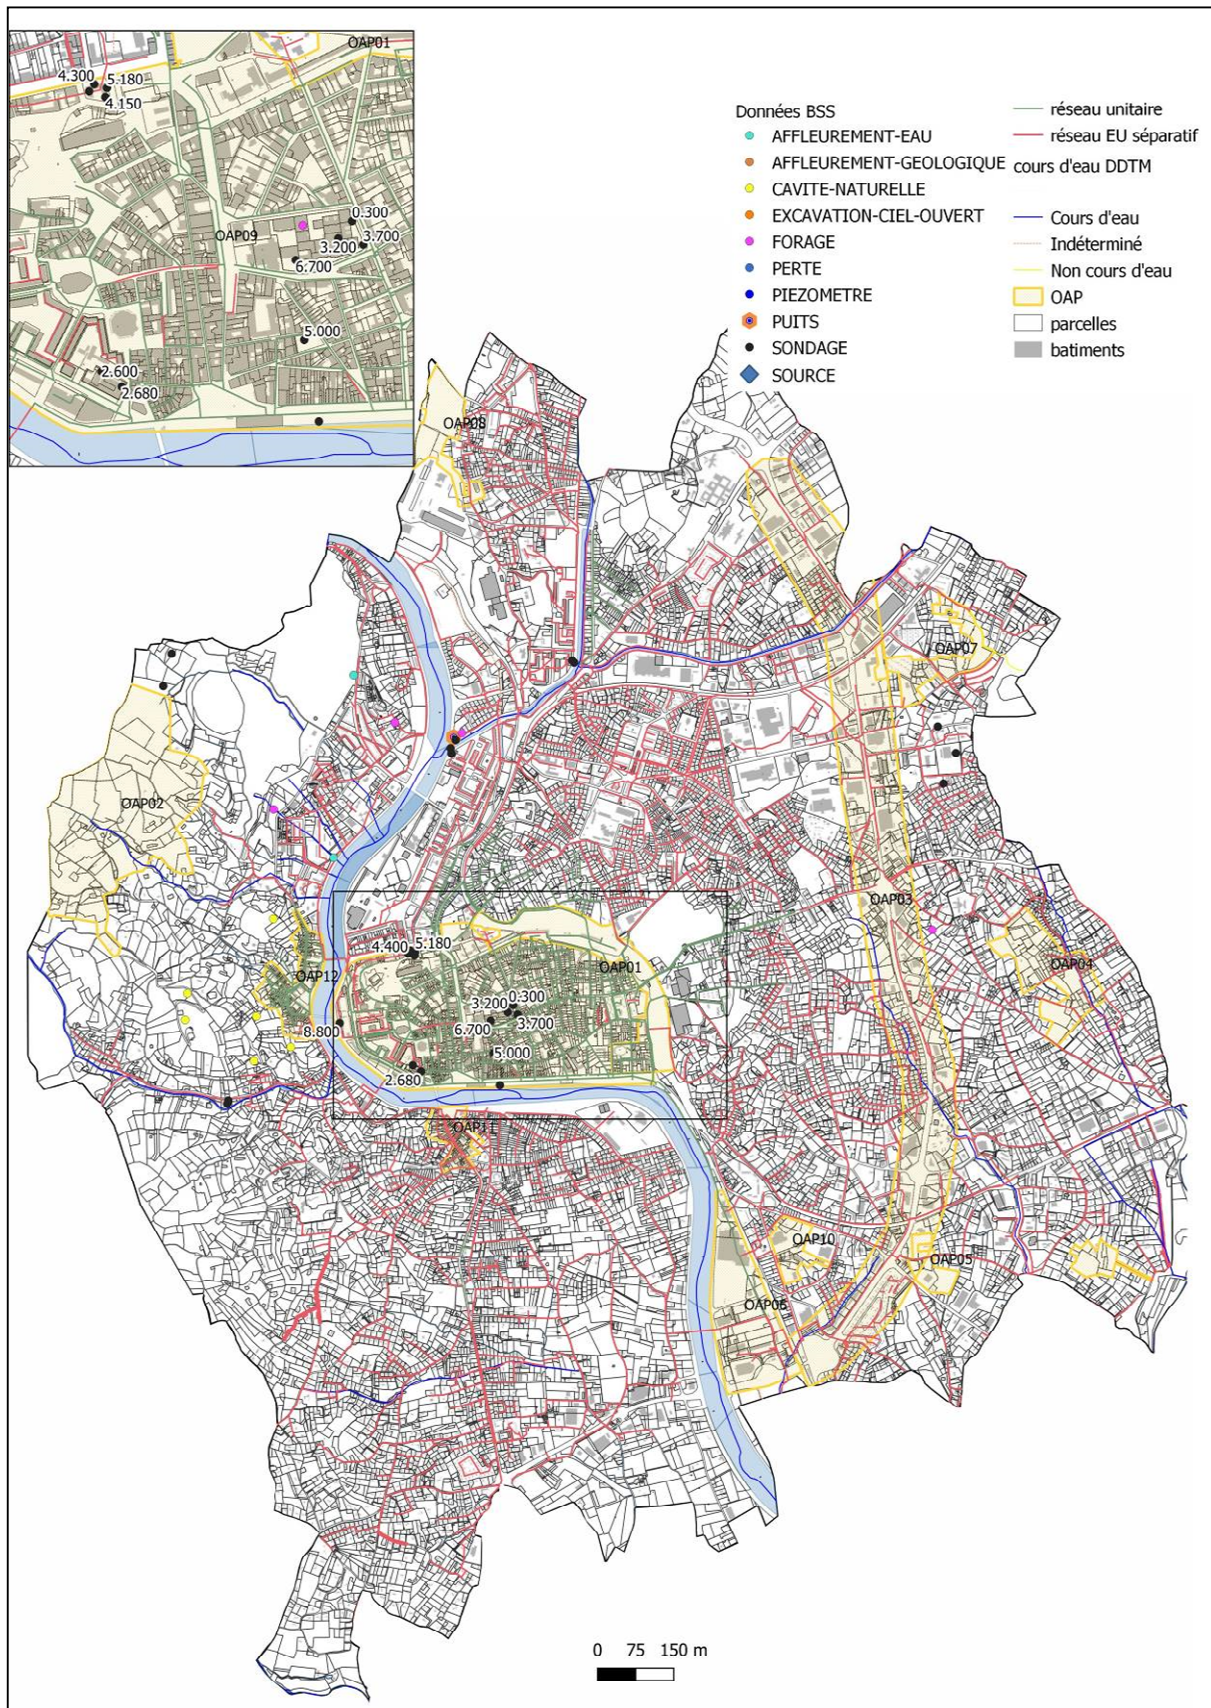 OAP01
4.300
5.180
4.150
0.300
OAP09
3.200
3.700
6.700
5.000
2.600
2.680
Données BSS
AFFLEUREMENT-EAU
AFFLEUREMENT-GEOLOGIQUE
CAVITE-NATURELLE
EXCAVATION-CIEL-OUVERT
FORAGE
PERTE
PIEZOMETRE
PUITS
SONDAGE
SOURCE
réseau unitaire
réseau EU séparatif
cours d'eau DDTM
Cours d'eau
Indéterminé
Non cours d'eau
OAP
parcelles
batiments
OAP08
OAP07
OAP02
OAP03
4.400
5.180
OAP01
OAP04
OAP12
0.300
3.200
3.700
8.800
6.700
5.000
2.680
OAP11
OAP10
OAP05
OAP06
0 75 150 m